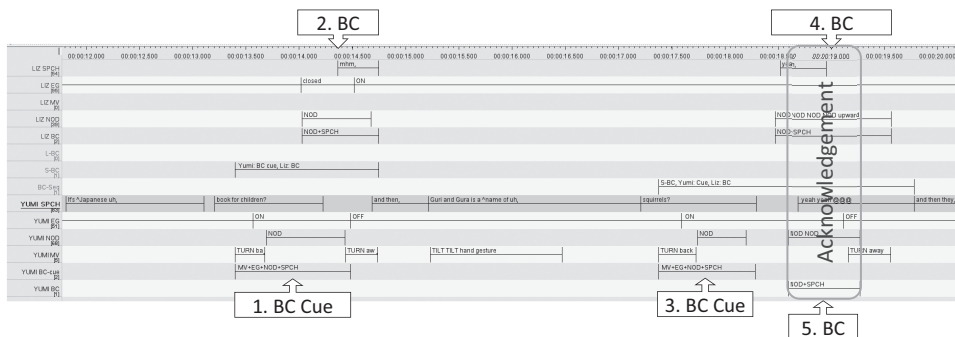 2. BC
4. BC
00:00:12.000 00:00:12.500 00:00:13.000 00:00:13.500 00:00:14.000 00:00:14.500 00:00:15.000 00:00:15.500 00:00:16.000 00:00:16.500 00:00:17.000 00:00:17.500 00:00:18.000 00:00:18.500 00:00:19.000 00:00:19.500 00:00:20.000
LIZ SPCH mhm, yeah,
LIZ EG closed ON
LIZ MV
LIZ NOD NOD NOD NOD NOD NOD upward
LIZ BC NOD+SPCH NOD+SPCH
L-BC
S-BC Yumi: BC cue, Liz: BC
BC-Seq S-BC, Yumi: Cue, Liz: BC
YUMI SPCH It's ^Japanese uh, book for children? and then, Guri and Gura is a ^name of uh, squirrels? yeah yeah @@@ and then they,
YUMI EG ON OFF ON OFF
YUMI NOD NOD NOD NOD NOD
YUMI MV TURN ba TURN aw TILT TILT hand gesture TURN back TURN away
YUMI BC-cue MV+EG+NOD+SPCH MV+EG+NOD+SPCH
YUMI BC NOD+SPCH
Acknowledgement
1. BC Cue
3. BC Cue
5. BC